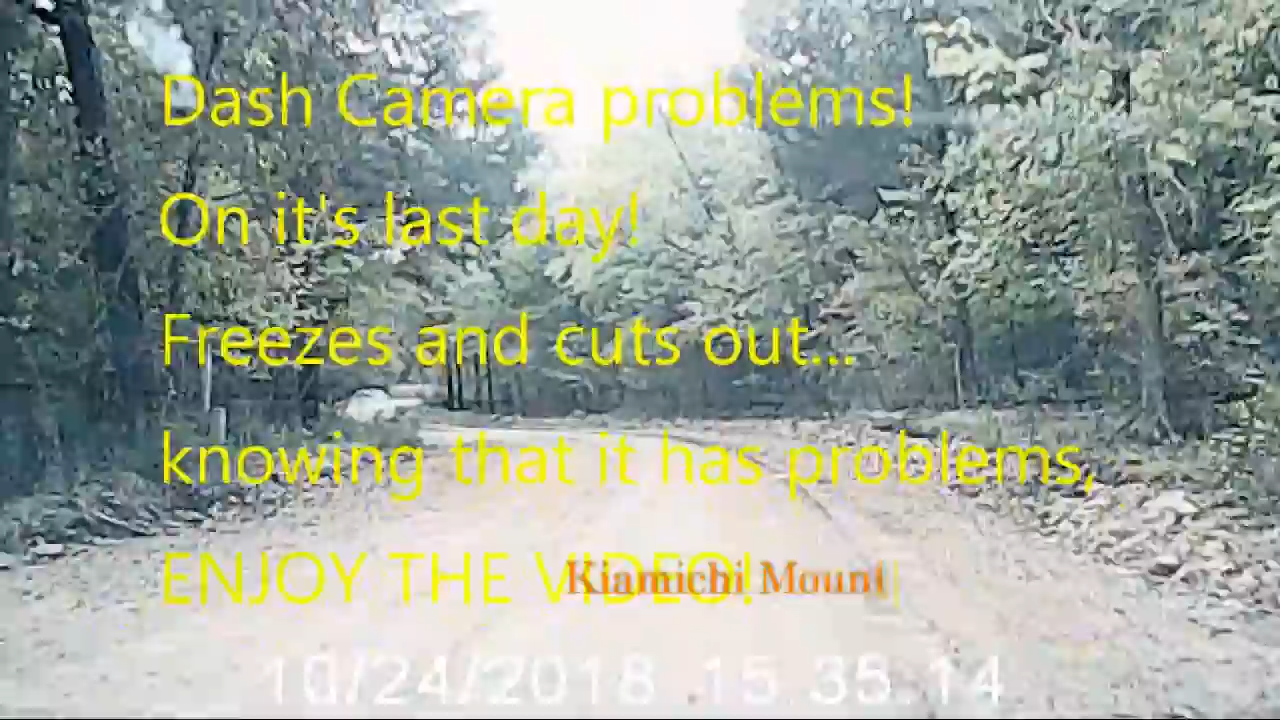 Dash Camera problems!
On it's last day!
Freezes and cuts out...
knowing that it has problems,
ENJOY THE VIDEO!
Kiamichi Mount
10/24/2018 15:35:14